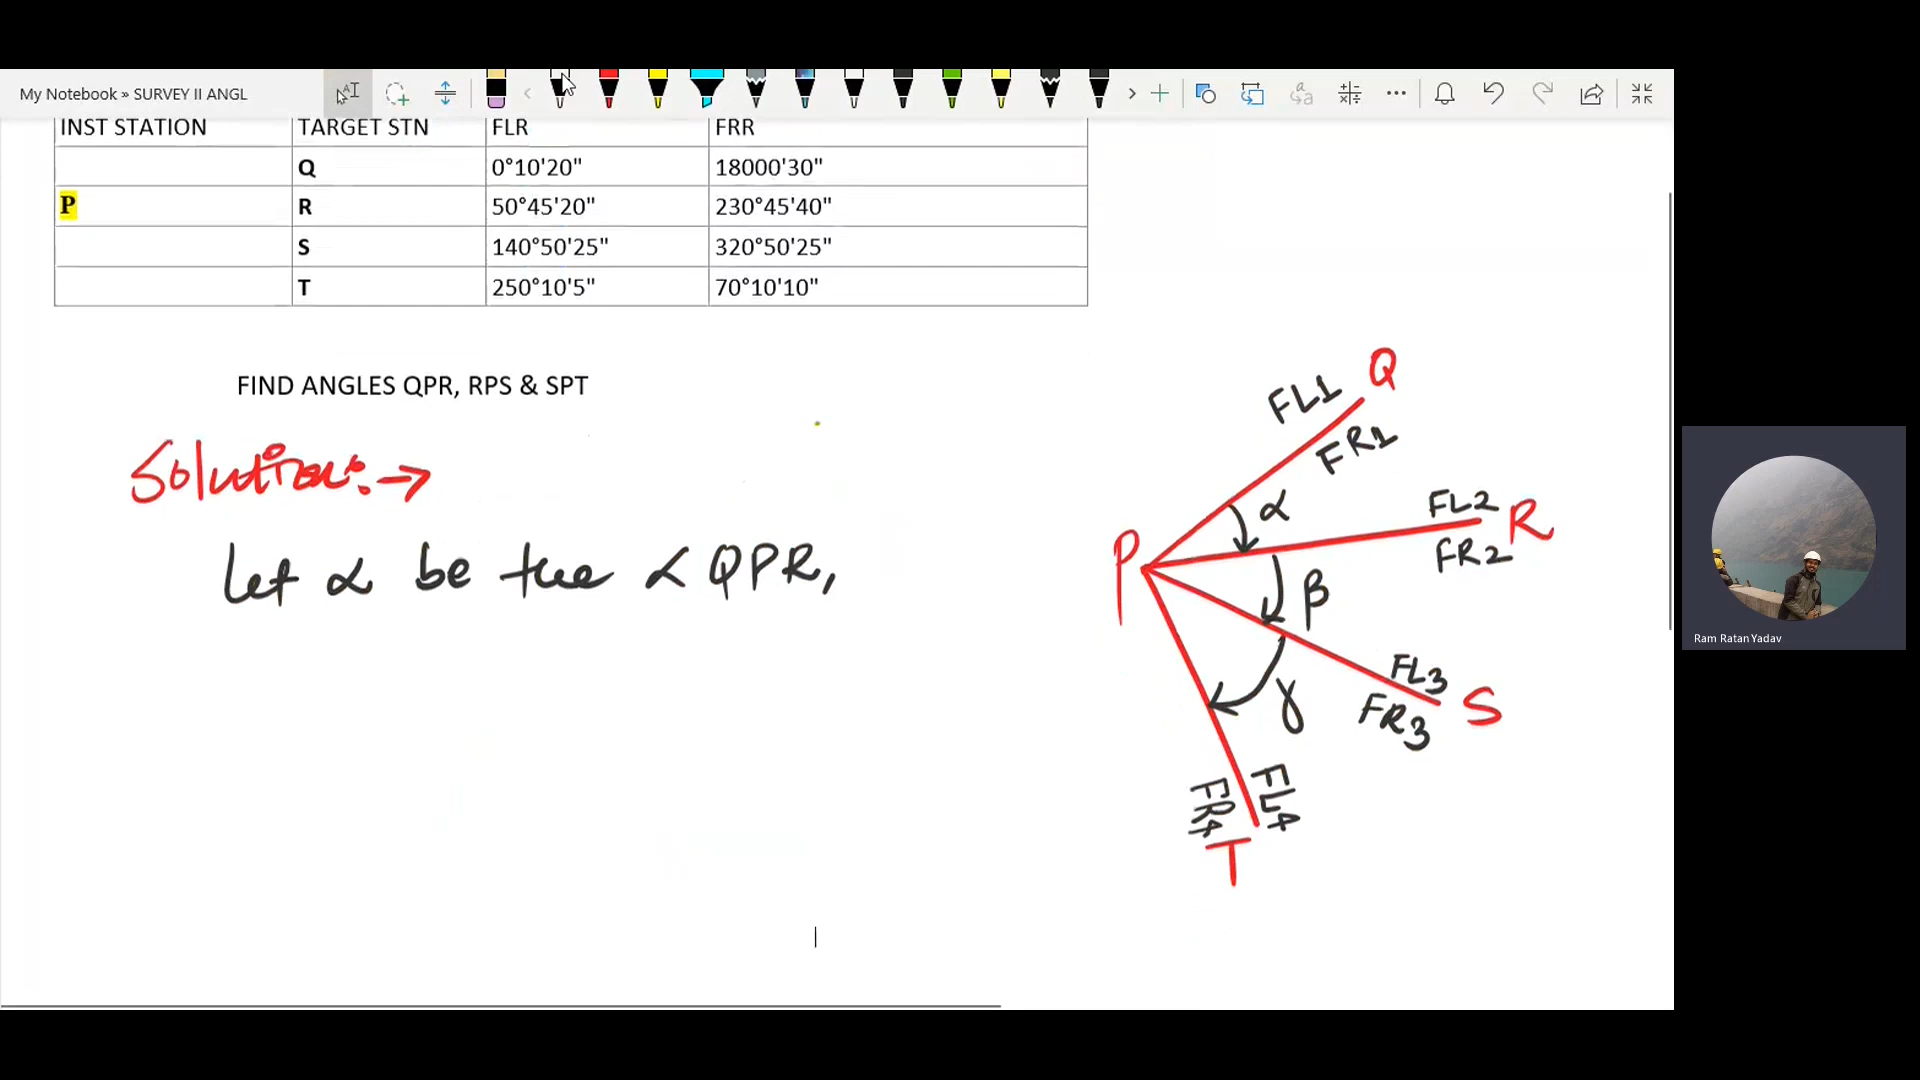 My Notebook » SURVEY II ANGL
INST STATION TARGET STN FLR FRR
Q 0°10'20" 18000'30"
P R 50°45'20" 230°45'40"
S 140°50'25" 320°50'25"
T 250°10'5" 70°10'10"
FIND ANGLES QPR, RPS & SPT
Solution:→
Let α be the ∠QPR,
Q
FL1
FR1
α
FL2
R
FR2
P
β
FL3
FR3
S
γ
FR4
FL4
T
Ram Ratan Yadav